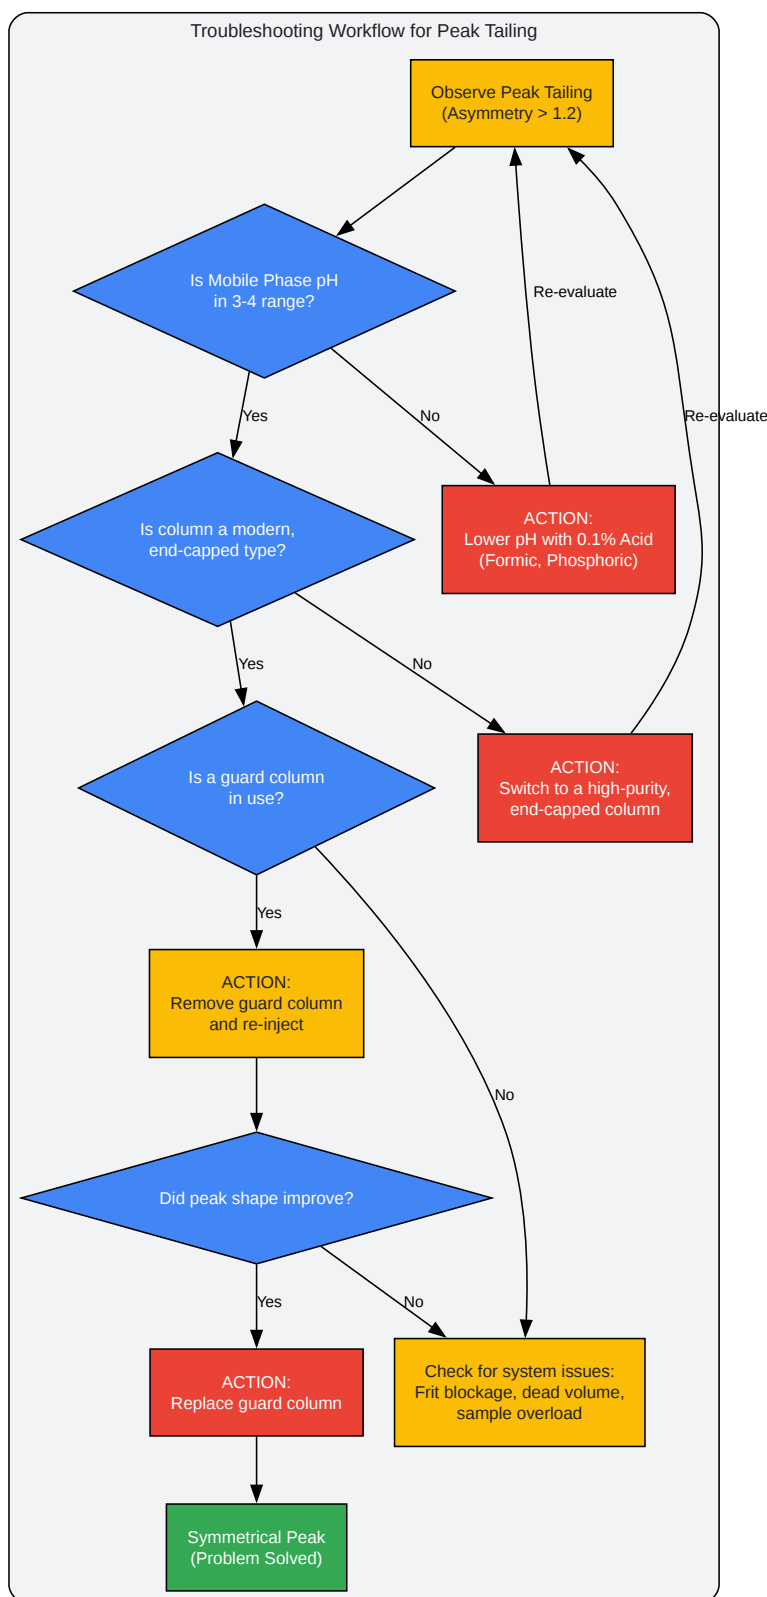 Troubleshooting Workflow for Peak Tailing
Observe Peak Tailing
(Asymmetry > 1.2)
Is Mobile Phase pH
in 3-4 range?
Re-evaluate
Yes
No
Re-evaluate
Is column a modern,
end-capped type?
ACTION:
Lower pH with 0.1% Acid
(Formic, Phosphoric)
Yes
No
Is a guard column
in use?
ACTION:
Switch to a high-purity,
end-capped column
Yes
ACTION:
Remove guard column
and re-inject
No
Did peak shape improve?
Yes
No
ACTION:
Replace guard column
Check for system issues:
Frit blockage, dead volume,
sample overload
Symmetrical Peak
(Problem Solved)